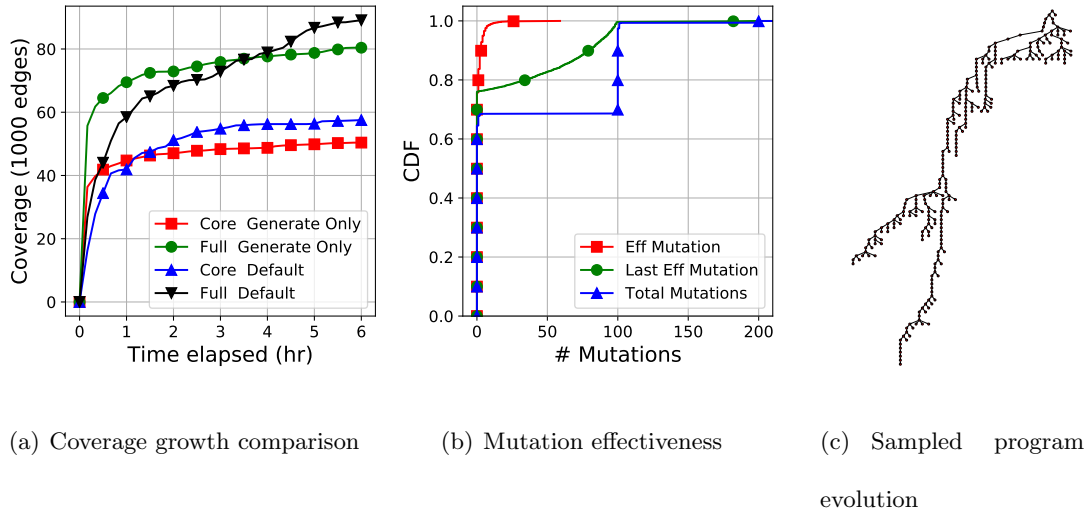 Coverage (1000 edges)
80
60
40
20
0
0 1 2 3 4 5 6
Time elapsed (hr)
Core Generate Only
Full Generate Only
Core Default
Full Default
CDF
1.0
0.8
0.6
0.4
0.2
0.0
0 50 100 150 200
# Mutations
Eff Mutation
Last Eff Mutation
Total Mutations
(a) Coverage growth comparison
(b) Mutation effectiveness
(c) Sampled program
evolution